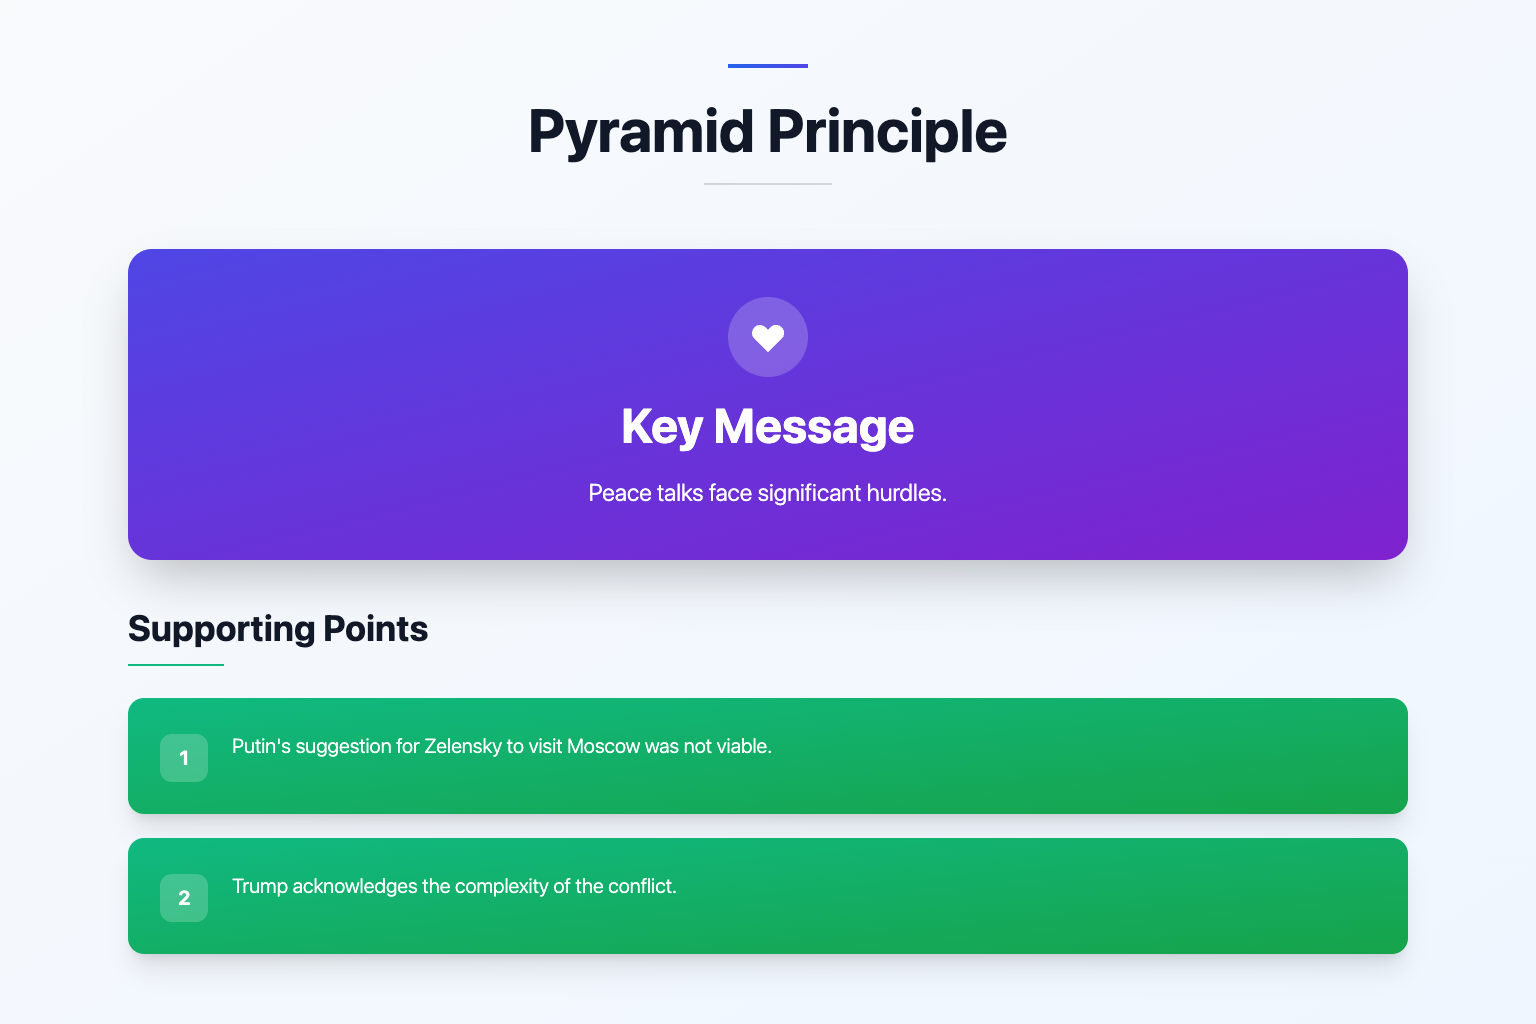 Pyramid Principle
Key Message
Peace talks face significant hurdles.
Supporting Points
1
Putin's suggestion for Zelensky to visit Moscow was not viable.
2
Trump acknowledges the complexity of the conflict.